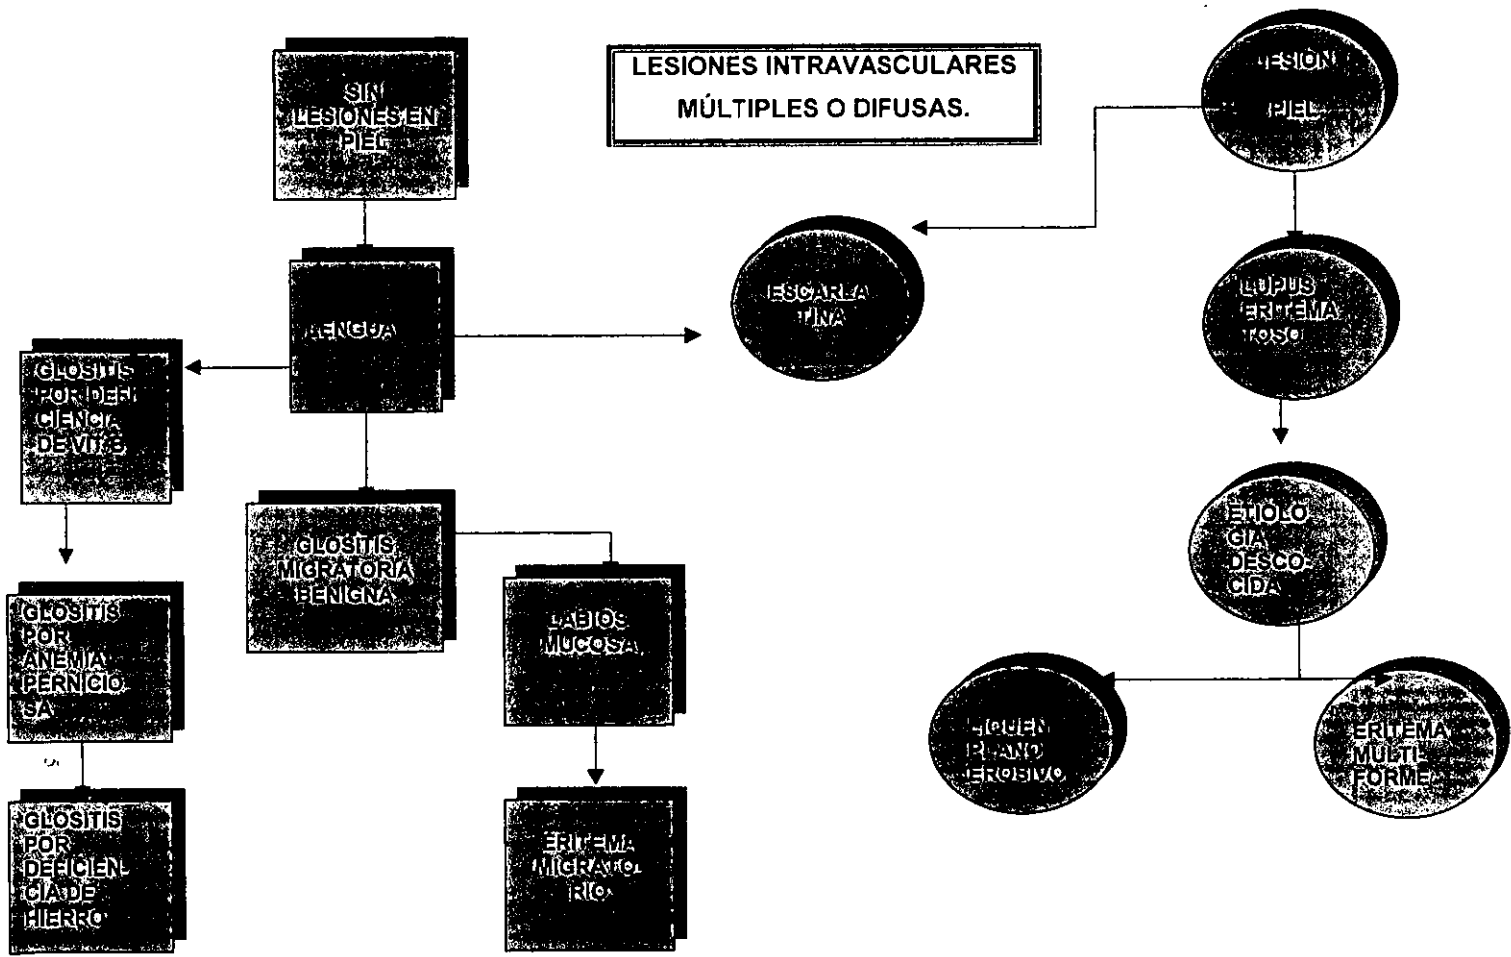 LESIONES INTRAVASCULARES
MÚLTIPLES O DIFUSAS.
SIN
LESIONES EN
PIEL
LESION
PIEL
LENGUA
ESCARLA
TINA
LUPUS
ERITEMA
TOSO
GLOSITIS
POR DEFI
CIENCIA
DE VIT B
GLOSITIS
MIGRATORIA
BENIGNA
ETIOLO
GÍA
DESCO-
CIDA
GLOSITIS
POR
ANEMIA
PERNICIO
SA
LABIOS
MUCOSA
LIQUEN
PLANO
EROSIVO
ERITEMA
MULTI-
FORME
GLOSITIS
POR
DEFICIEN-
CIA DE
HIERRO
ERITEMA
MIGRATO-
RIO